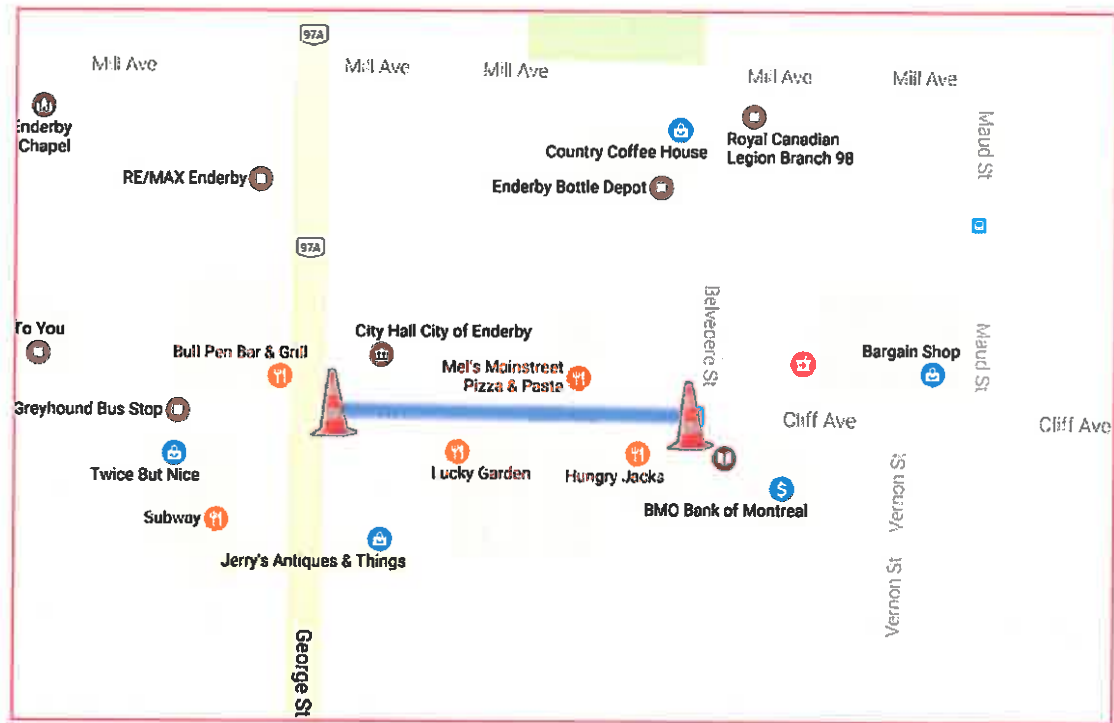 97A
Mill Ave
Mill Ave
Mill Ave
Mill Ave
Mill Ave
Enderby
Chapel
Country Coffee House
Royal Canadian
Legion Branch 98
Maud St
RE/MAX Enderby
Enderby Bottle Depot
97A
Belvedere St
To You
City Hall City of Enderby
Bull Pen Bar & Grill
Mel's Mainstreet
Pizza & Pasta
Bargain Shop
Maud St
Greyhound Bus Stop
Cliff Ave
Cliff Ave
Twice But Nice
Lucky Garden
Hungry Jacks
Vernon St
BMO Bank of Montreal
Subway
Jerry's Antiques & Things
Vernon St
George St